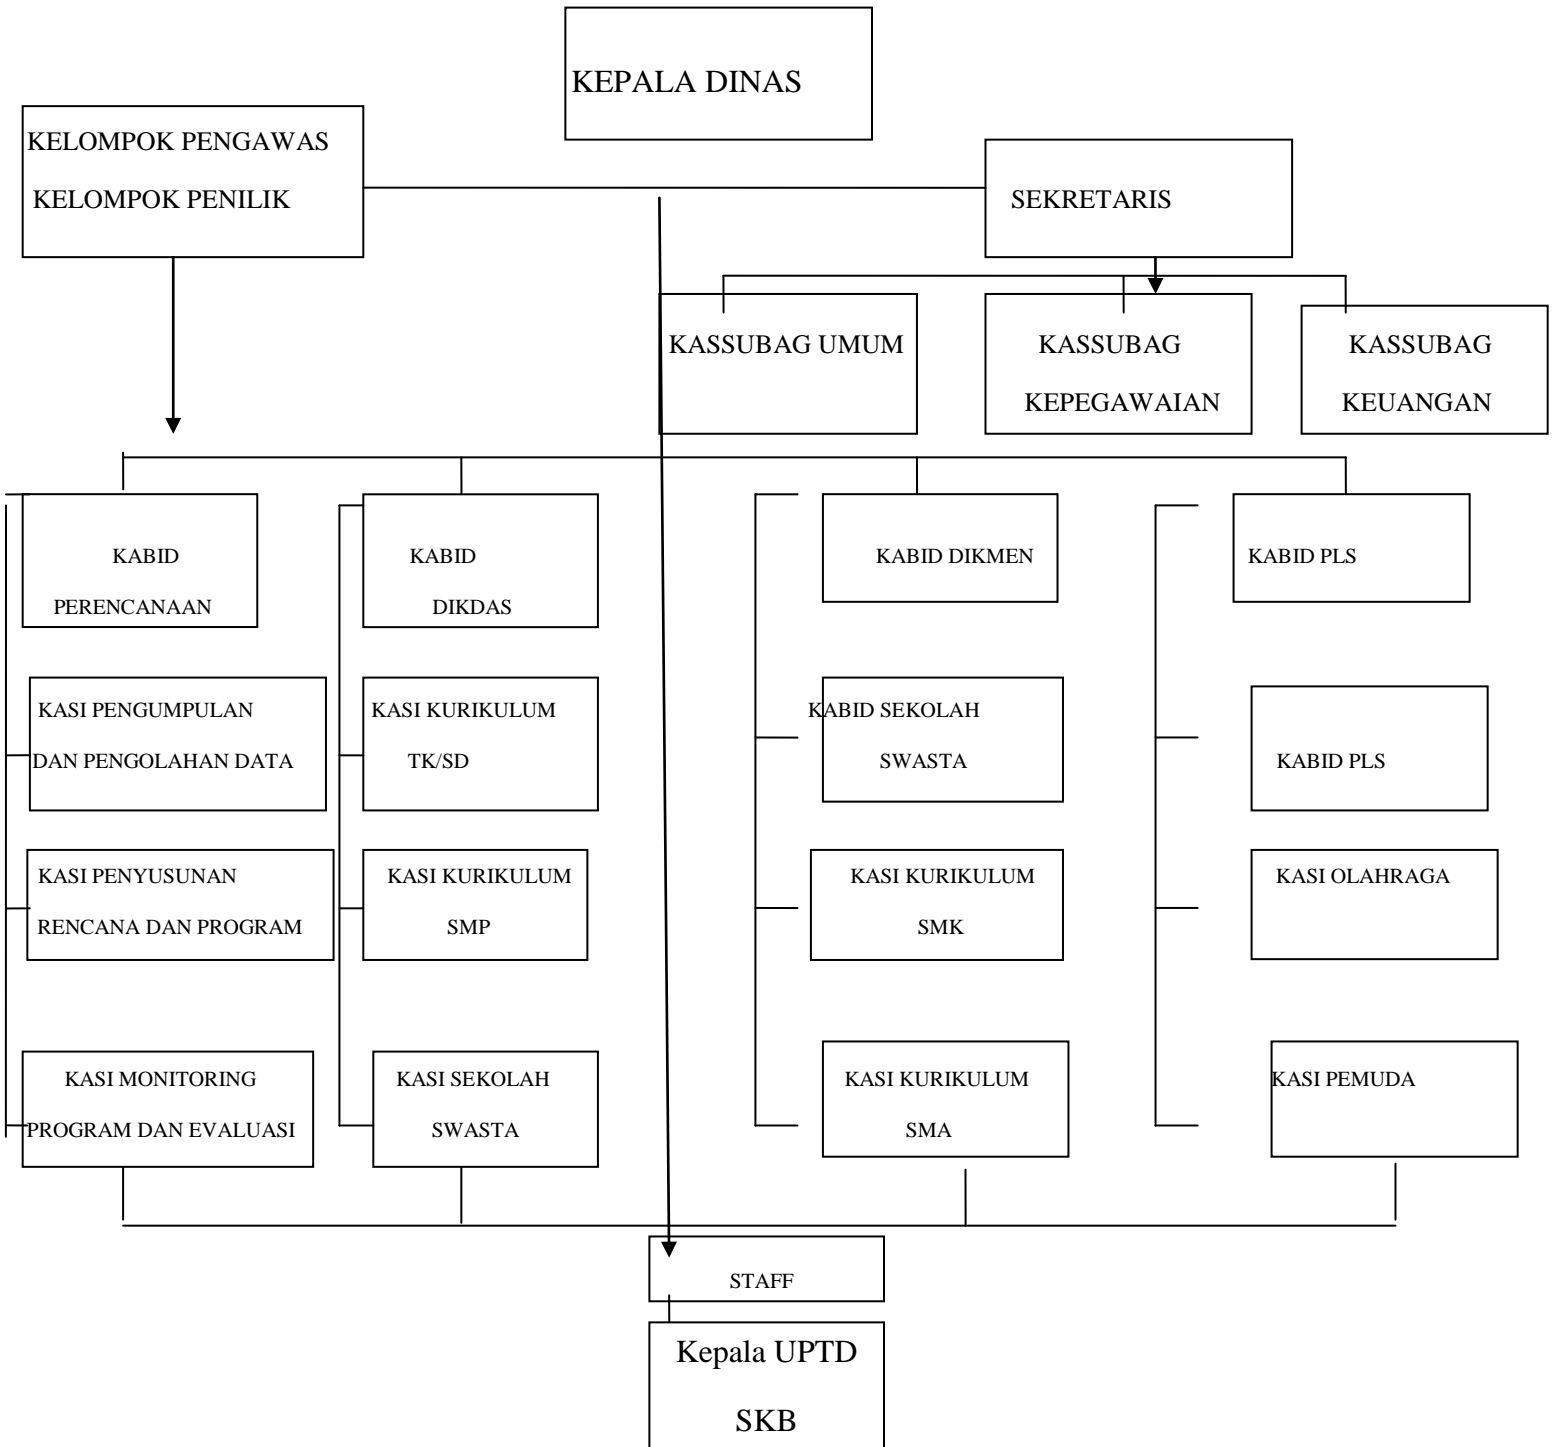 KEPALA DINAS
KELOMPOK PENGAWAS
KELOMPOK PENILIK
SEKRETARIS
KASSUBAG UMUM
KASSUBAG
KEPEGAWAIAN
KASSUBAG
KEUANGAN
KABID
PERENCANAAN
KABID
DIKDAS
KABID DIKMEN
KABID PLS
KASI PENGUMPULAN
DAN PENGOLAHAN DATA
KASI KURIKULUM
TK/SD
KABID SEKOLAH
SWASTA
KABID PLS
KASI PENYUSUNAN
RENCANA DAN PROGRAM
KASI KURIKULUM
SMP
KASI KURIKULUM
SMK
KASI OLAHRAGA
KASI MONITORING
PROGRAM DAN EVALUASI
KASI SEKOLAH
SWASTA
KASI KURIKULUM
SMA
KASI PEMUDA
STAFF
Kepala UPTD
SKB